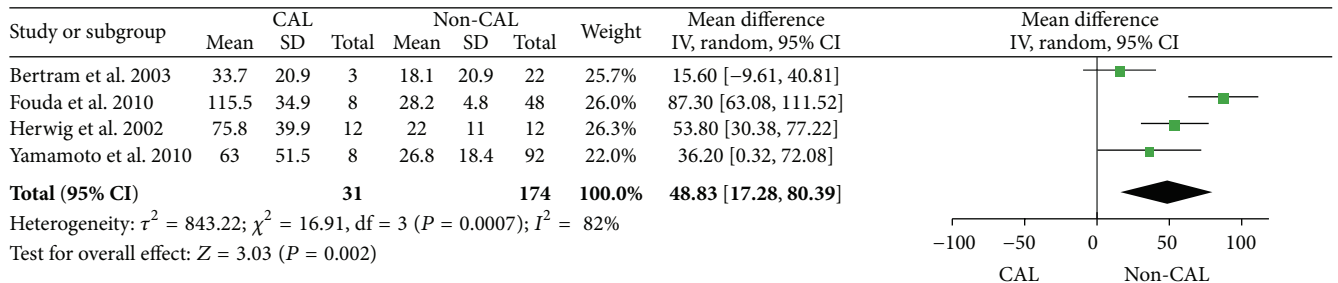 Study or subgroup CAL Non-CAL Weight Mean difference Mean difference
Mean SD Total Mean SD Total IV, random, 95% CI IV, random, 95% CI
Bertram et al. 2003 33.7 20.9 3 18.1 20.9 22 25.7% 15.60 [−9.61, 40.81]
Fouda et al. 2010 115.5 34.9 8 28.2 4.8 48 26.0% 87.30 [63.08, 111.52]
Herwig et al. 2002 75.8 39.9 12 22 11 12 26.3% 53.80 [30.38, 77.22]
Yamamoto et al. 2010 63 51.5 8 26.8 18.4 92 22.0% 36.20 [0.32, 72.08]
Total (95% CI) 31 174 100.0% 48.83 [17.28, 80.39]
Heterogeneity: τ² = 843.22; χ² = 16.91, df = 3 (P = 0.0007); I² = 82%
Test for overall effect: Z = 3.03 (P = 0.002)
−100 −50 0 50 100
CAL Non-CAL